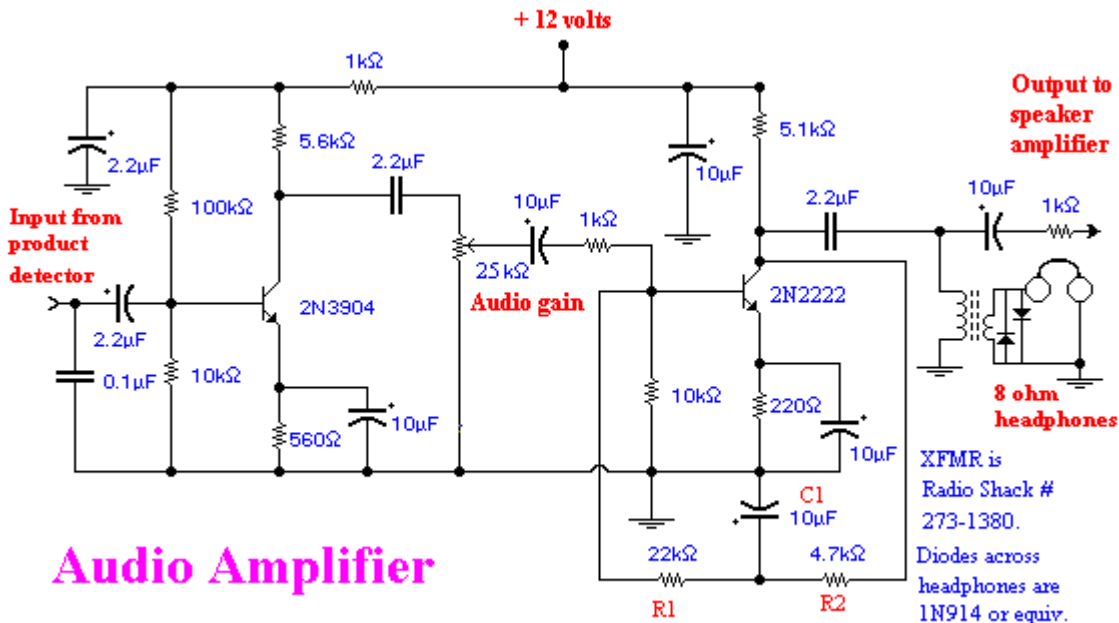 + 12 volts
1kΩ
Output to
speaker
amplifier
5.6kΩ
5.1kΩ
2.2µF
2.2µF
10µF
100kΩ
10µF
1kΩ
2.2µF
10µF
1kΩ
Input from
product
detector
25kΩ
Audio gain
2N3904
2N2222
2.2µF
0.1µF
10kΩ
10kΩ
220Ω
8 ohm
headphones
560Ω
10µF
10µF
C1
10µF
XFMR is
Radio Shack #
273-1380.
Audio Amplifier
22kΩ
4.7kΩ
R1
R2
Diodes across
headphones are
1N914 or equiv.